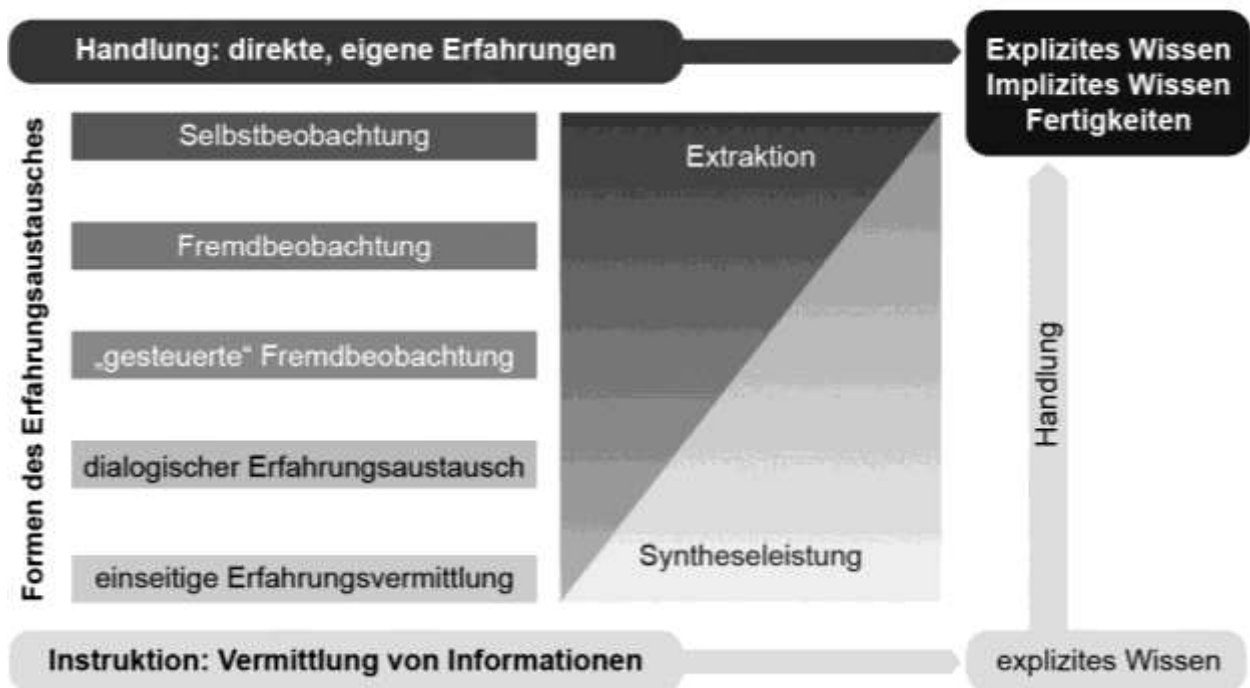 Handlung: direkte, eigene Erfahrungen
Explizites Wissen
Implizites Wissen
Fertigkeiten
Formen des Erfahrungsaustausches
Selbstbeobachtung
Extraktion
Fremdbeobachtung
„gesteuerte“ Fremdbeobachtung
Handlung
dialogischer Erfahrungsaustausch
Syntheseleistung
einseitige Erfahrungsvermittlung
Instruktion: Vermittlung von Informationen
explizites Wissen